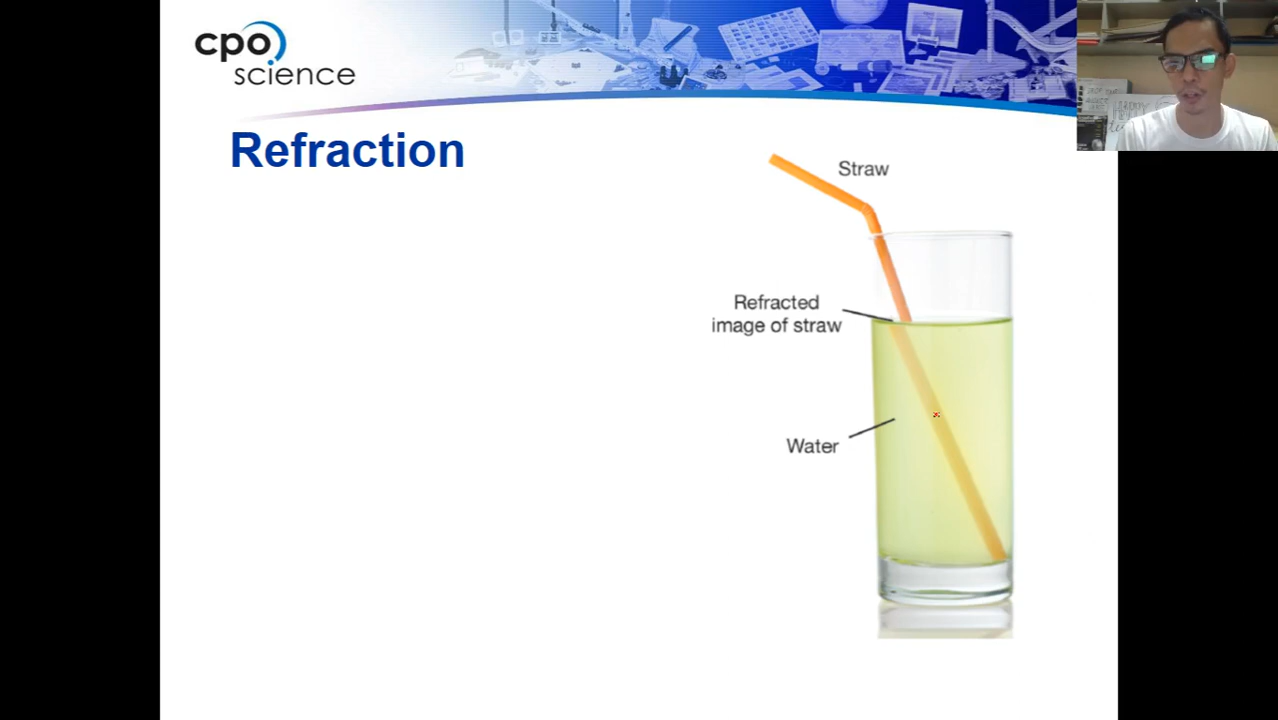 cpo
science
Refraction
Straw
Refracted
image of straw
Water